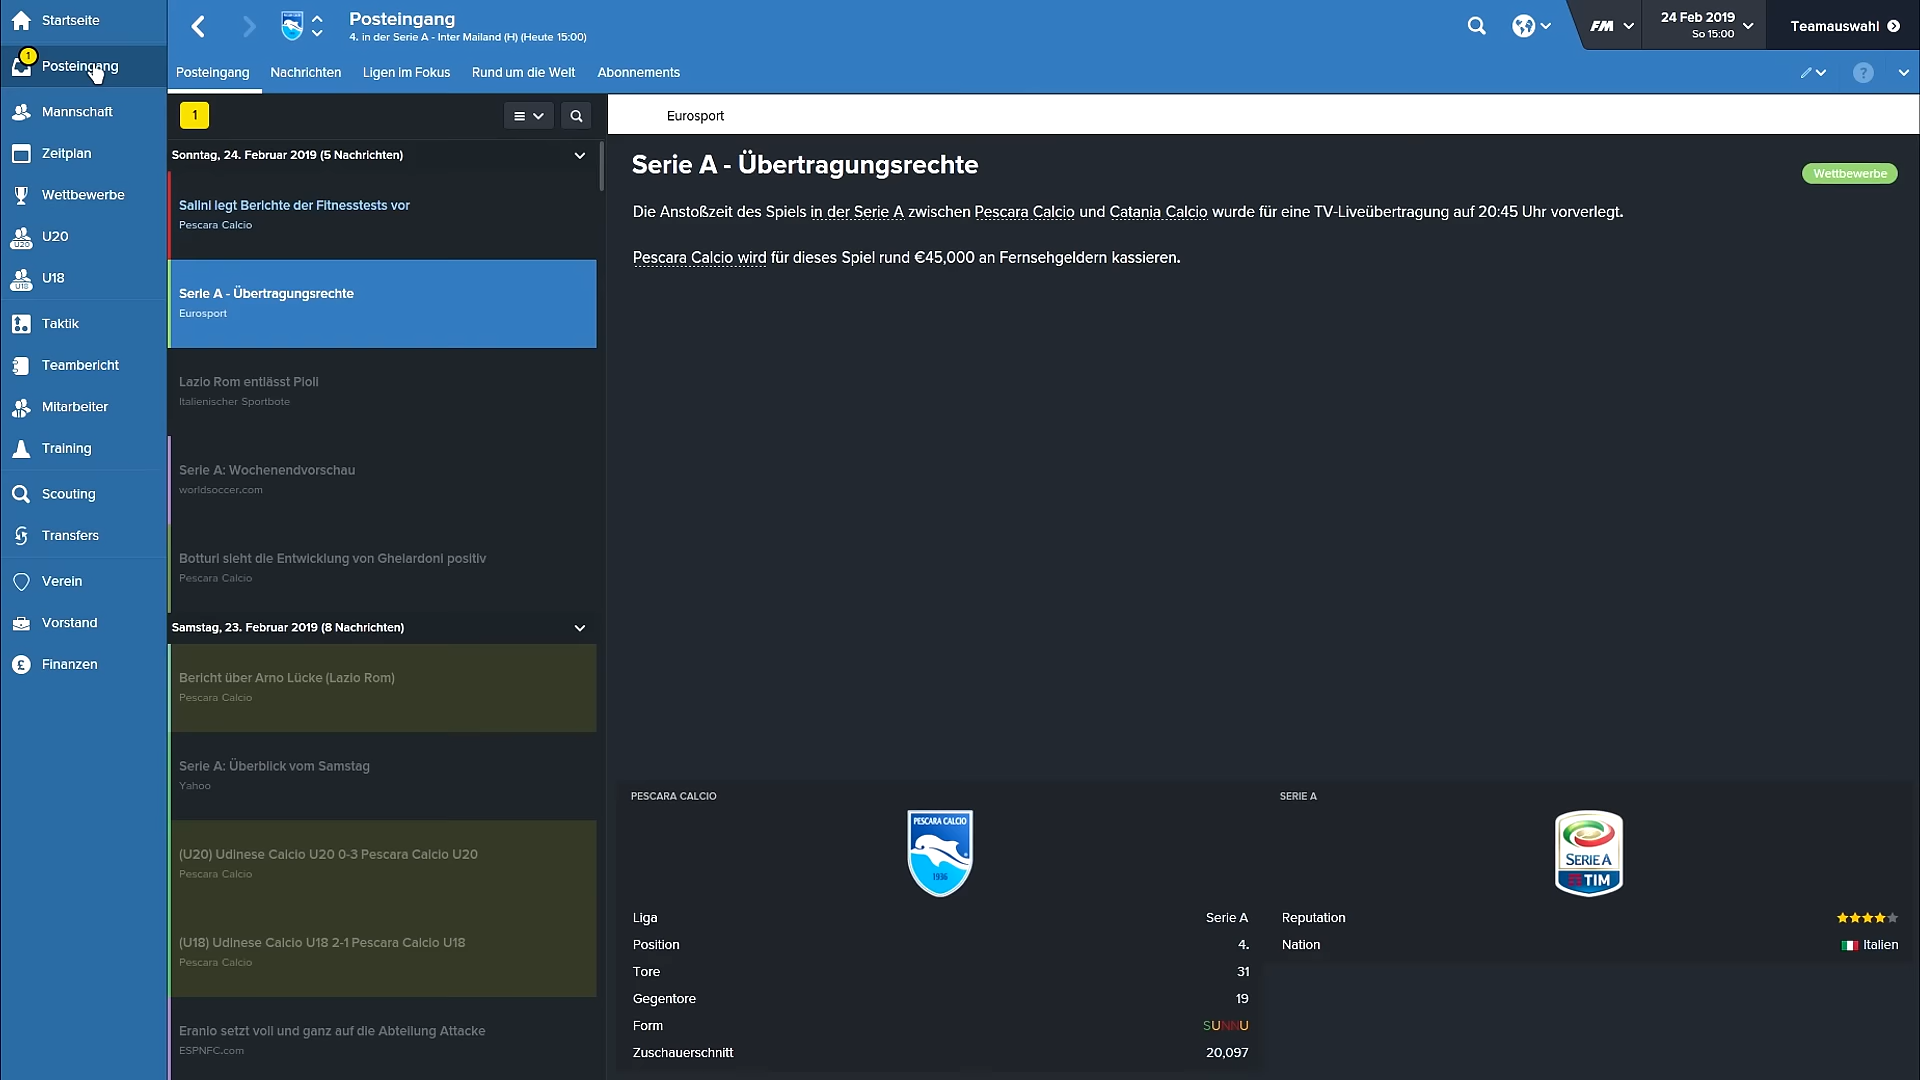 Startseite
1
Posteingang
Mannschaft
Zeitplan
Wettbewerbe
U20
U20
U18
U18
Taktik
Teambericht
Mitarbeiter
Training
Scouting
Transfers
Verein
Vorstand
Finanzen
Posteingang
4. in der Serie A - Inter Mailand (H) (Heute 15:00)
FM
24 Feb 2019
So 15:00
Teamauswahl
Posteingang
Nachrichten
Ligen im Fokus
Rund um die Welt
Abonnements
?
1
Sonntag, 24. Februar 2019 (5 Nachrichten)
Salini legt Berichte der Fitnesstests vor
Pescara Calcio
Serie A - Übertragungsrechte
Eurosport
Lazio Rom entlässt Pioli
Italienischer Sportbote
Serie A: Wochenendvorschau
worldsoccer.com
Botturi sieht die Entwicklung von Ghelardoni positiv
Pescara Calcio
Samstag, 23. Februar 2019 (8 Nachrichten)
Bericht über Arno Lücke (Lazio Rom)
Pescara Calcio
Serie A: Überblick vom Samstag
Yahoo
(U20) Udinese Calcio U20 0-3 Pescara Calcio U20
Pescara Calcio
(U18) Udinese Calcio U18 2-1 Pescara Calcio U18
Pescara Calcio
Eranio setzt voll und ganz auf die Abteilung Attacke
ESPNFC.com
Eurosport
Serie A - Übertragungsrechte
Wettbewerbe
Die Anstoßzeit des Spiels in der Serie A zwischen Pescara Calcio und Catania Calcio wurde für eine TV-Liveübertragung auf 20:45 Uhr vorverlegt.
Pescara Calcio wird für dieses Spiel rund €45,000 an Fernsehgeldern kassieren.
PESCARA CALCIO
PESCARA CALCIO
1936
Liga Serie A
Position 4.
Tore 31
Gegentore 19
Form SUNNU
Zuschauerschnitt 20,097
SERIE A
SERIE A
TIM
Reputation
Nation Italien